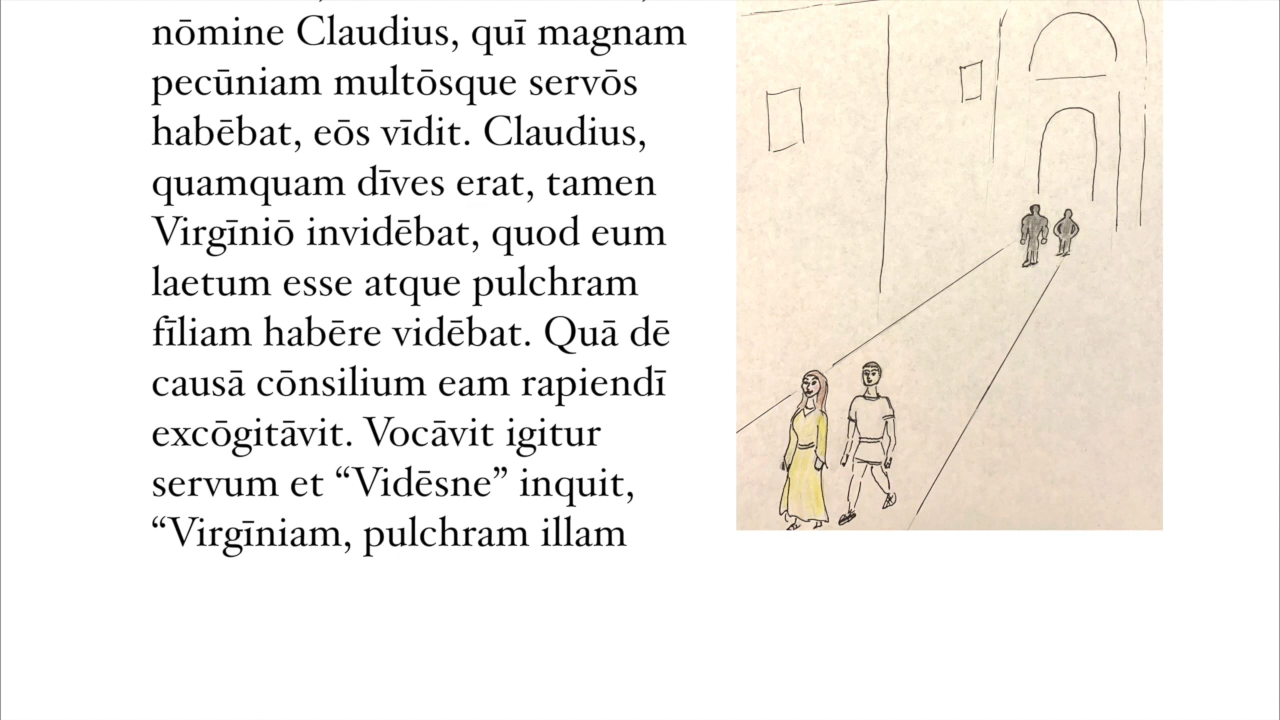 nōmine Claudius, quī magnam
pecūniam multōsque servōs
habēbat, eōs vīdit. Claudius,
quamquam dīves erat, tamen
Virgīniō invidēbat, quod eum
laetum esse atque pulchram
fīliam habēre vidēbat. Quā dē
causā cōnsilium eam rapiendī
excōgitāvit. Vocāvit igitur
servum et “Vidēsne” inquit,
“Virgīniam, pulchram illam